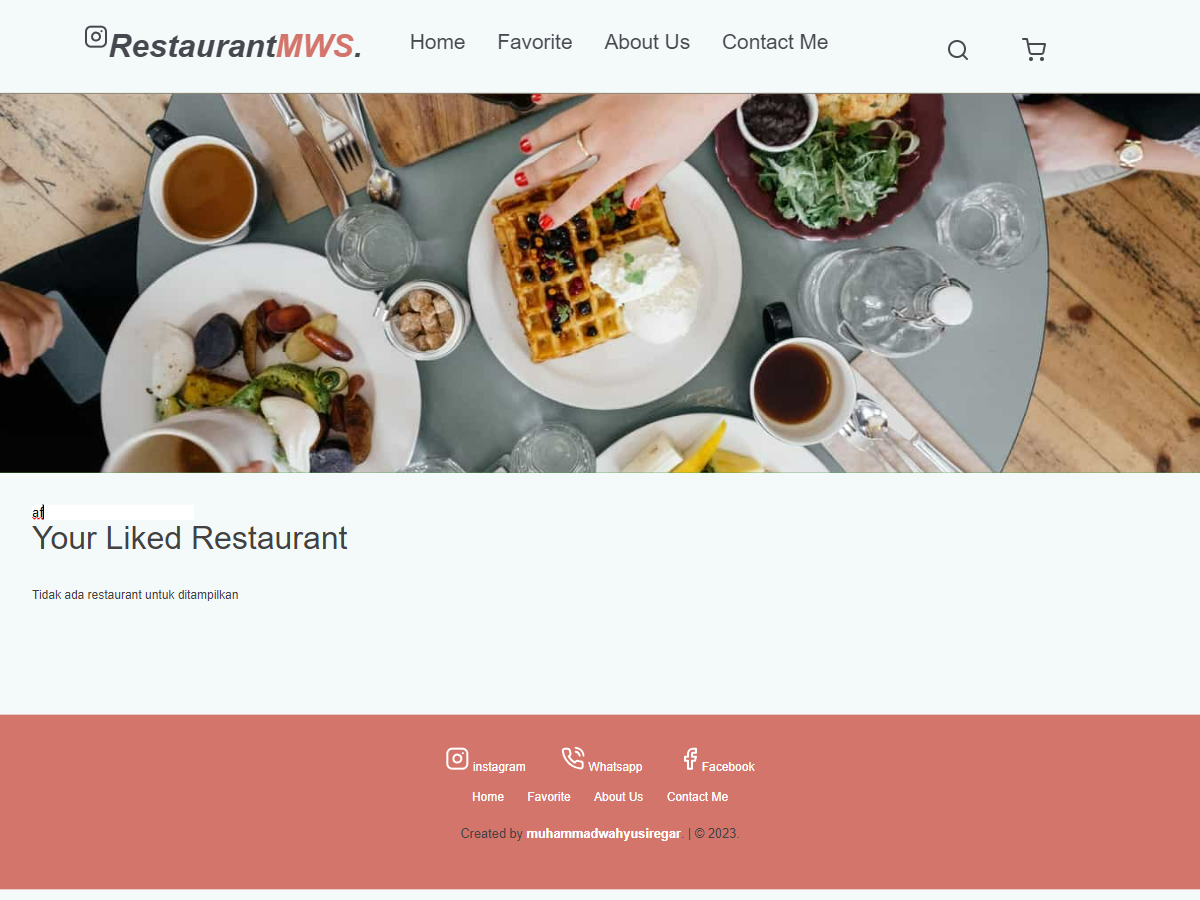 RestaurantMWS. Home Favorite About Us Contact Me
af
Your Liked Restaurant
Tidak ada restaurant untuk ditampilkan
instagram Whatsapp Facebook
Home Favorite About Us Contact Me
Created by muhammadwahyusiregar. | © 2023.